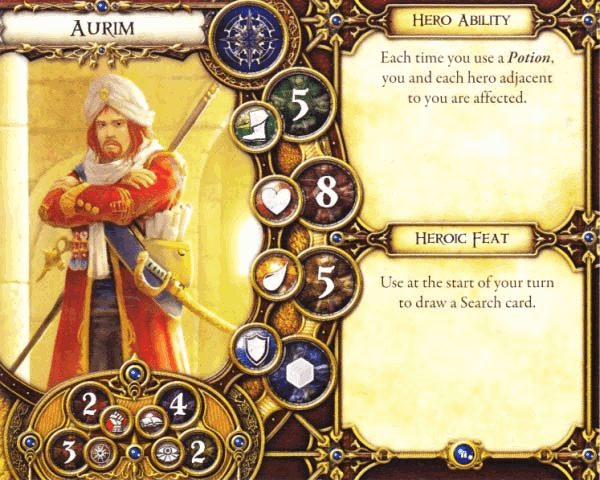 Aurim
5
8
5
2
4
3
2
Hero Ability
Each time you use a Potion,
you and each hero adjacent
to you are affected.
Heroic Feat
Use at the start of your turn
to draw a Search card.